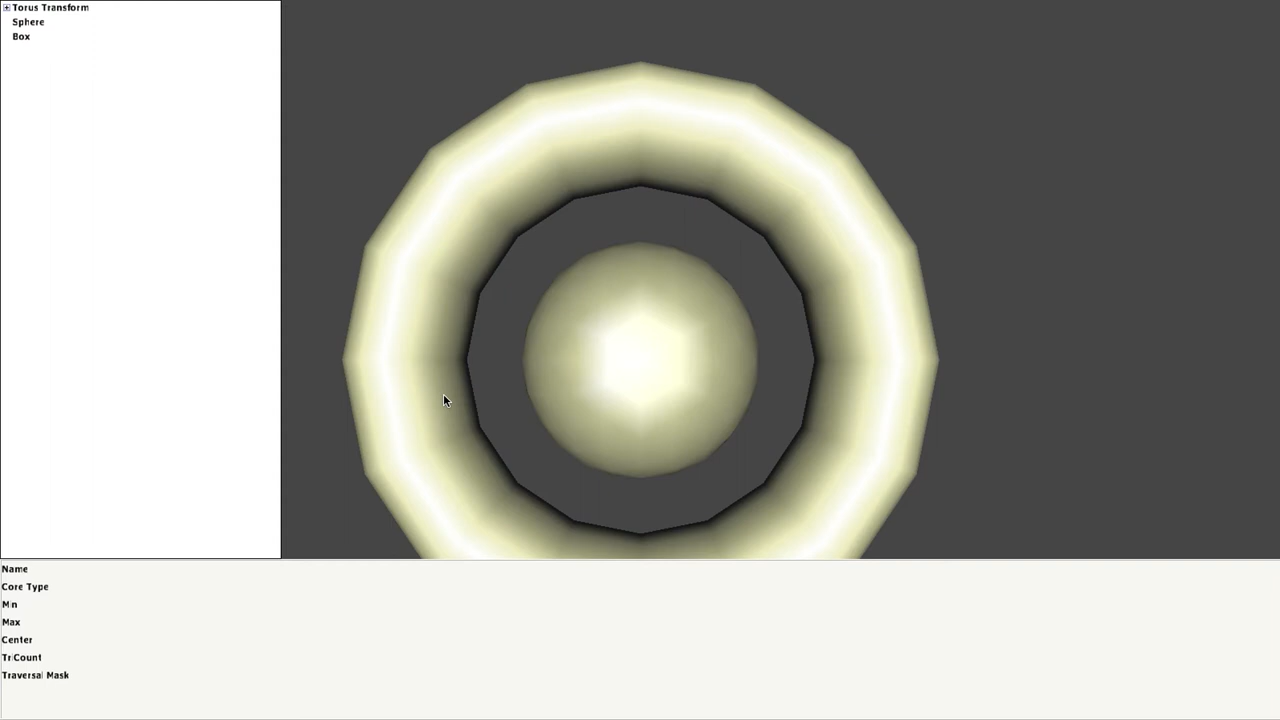 Torus Transform
Sphere
Box
Name
Core Type
Min
Max
Center
TriCount
Traversal Mask